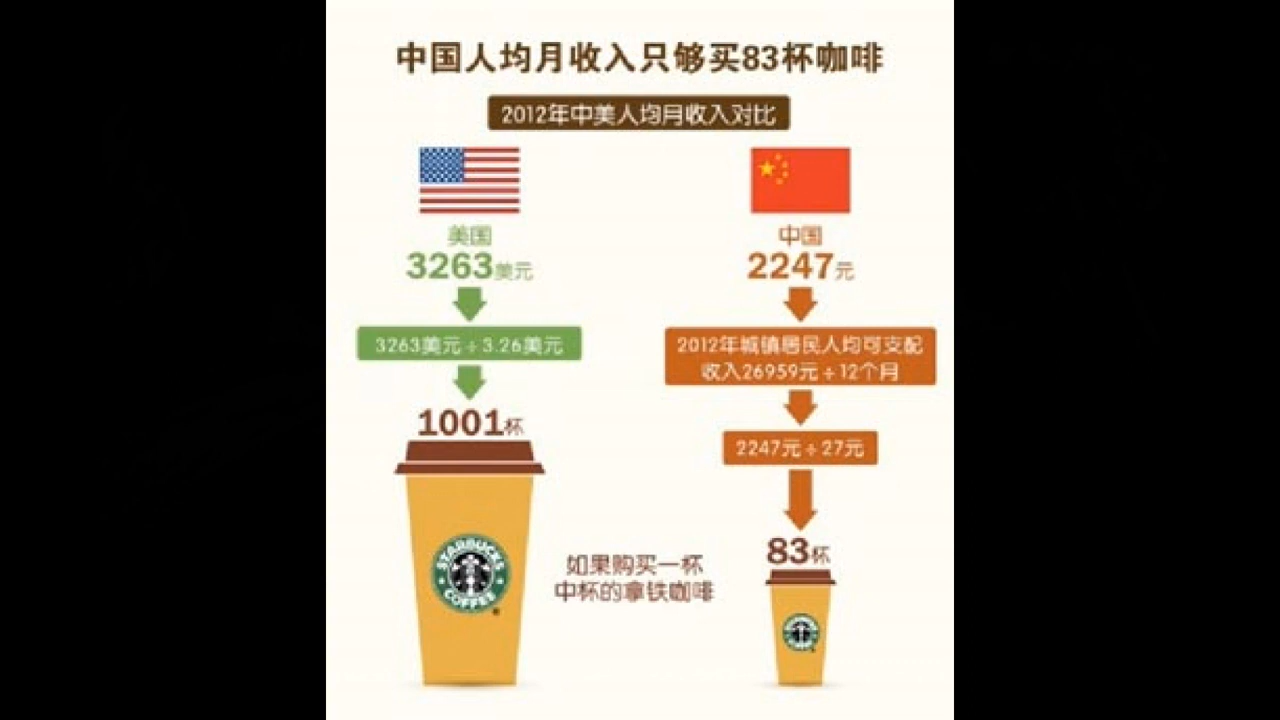 中国人均月收入只够买83杯咖啡
2012年中美人均月收入对比
美国
3263美元
3263美元÷3.26美元
1001杯
STARBUCKS
COFFEE
中国
2247元
2012年城镇居民人均可支配
收入26959元÷12个月
2247元÷27元
83杯
如果购买一杯
中杯的拿铁咖啡